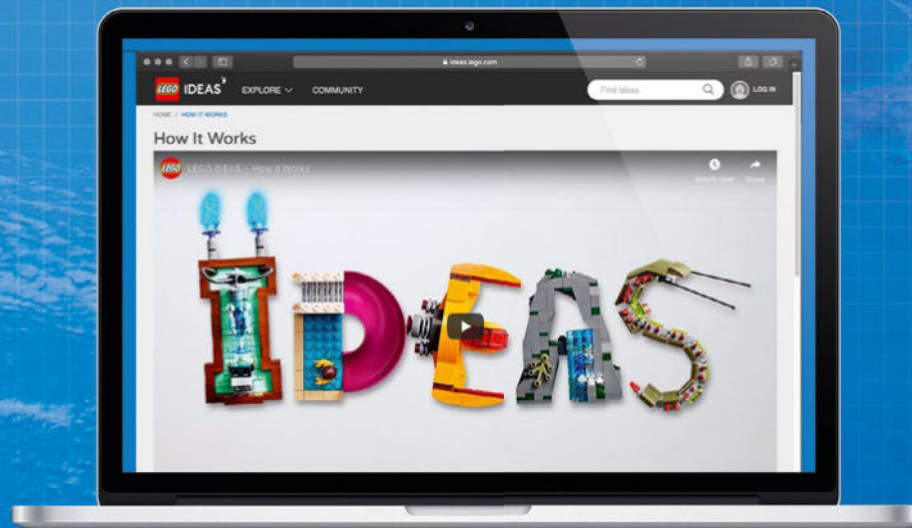 ideas.lego.com
LEGO IDEAS EXPLORE COMMUNITY Find Ideas LOG IN
HOME / HOW IT WORKS
How It Works
LEGO LEGO IDEAS – How It Works
Watch later Share
IDEAS